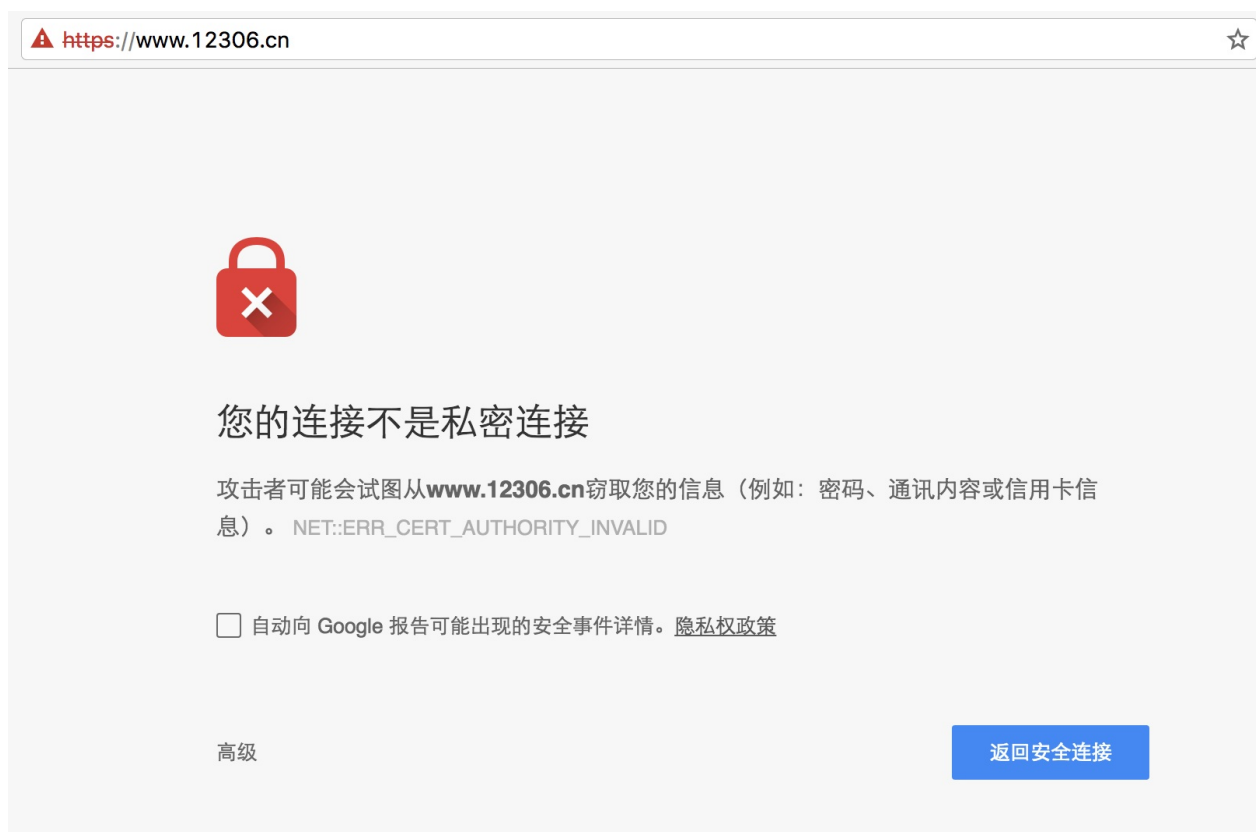 https://www.12306.cn
您的连接不是私密连接
攻击者可能会试图从www.12306.cn窃取您的信息（例如：密码、通讯内容或信用卡信
息）。 NET::ERR_CERT_AUTHORITY_INVALID
自动向 Google 报告可能出现的安全事件详情。隐私权政策
高级
返回安全连接